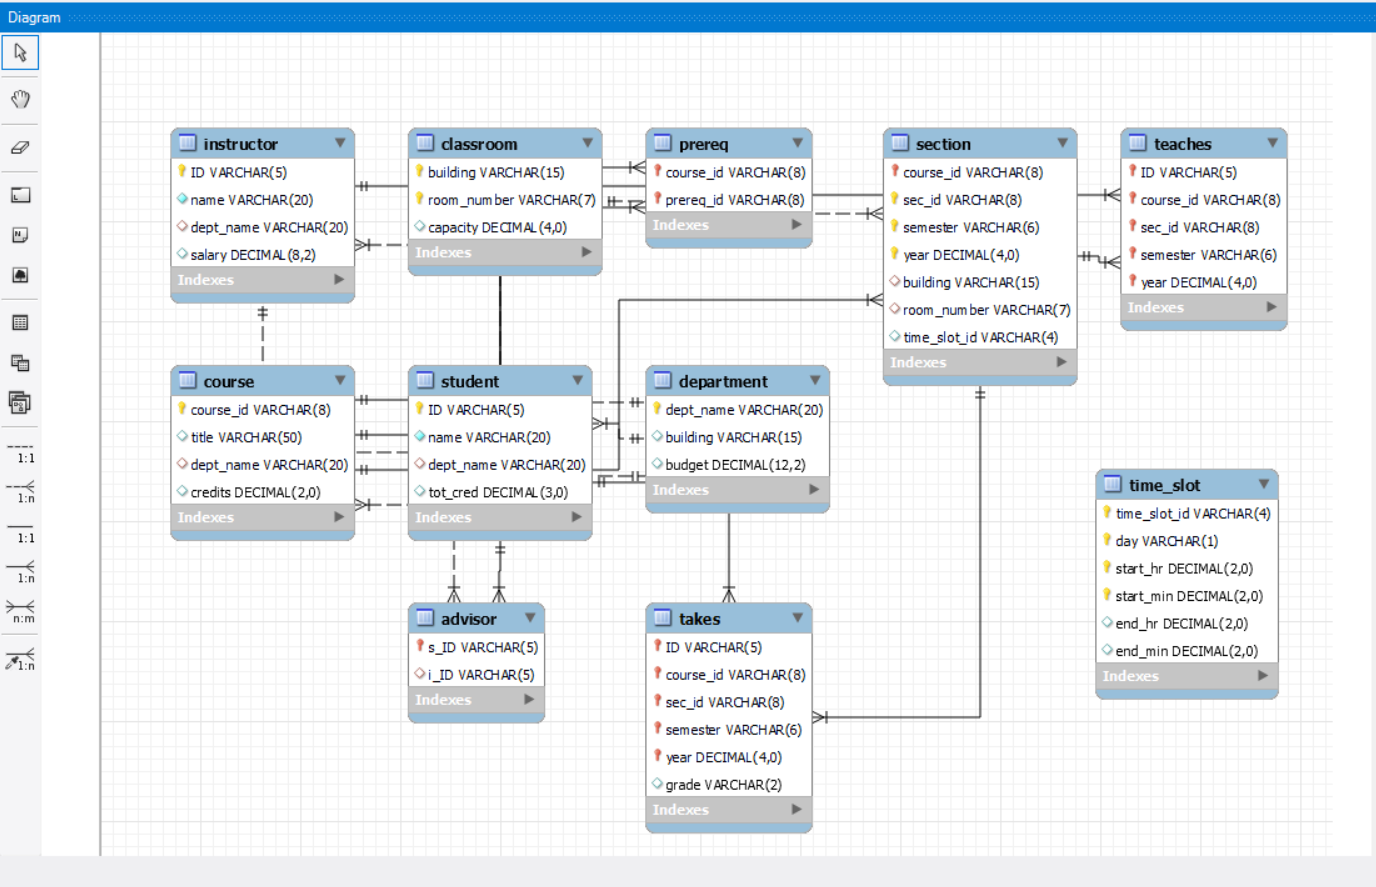 Diagram
instructor
ID VARCHAR(5)
name VARCHAR(20)
dept_name VARCHAR(20)
salary DECIMAL(8,2)
Indexes
classroom
building VARCHAR(15)
room_number VARCHAR(7)
capacity DECIMAL(4,0)
Indexes
prereq
course_id VARCHAR(8)
prereq_id VARCHAR(8)
Indexes
section
course_id VARCHAR(8)
sec_id VARCHAR(8)
semester VARCHAR(6)
year DECIMAL(4,0)
building VARCHAR(15)
room_number VARCHAR(7)
time_slot_id VARCHAR(4)
Indexes
teaches
ID VARCHAR(5)
course_id VARCHAR(8)
sec_id VARCHAR(8)
semester VARCHAR(6)
year DECIMAL(4,0)
Indexes
course
course_id VARCHAR(8)
title VARCHAR(50)
dept_name VARCHAR(20)
credits DECIMAL(2,0)
Indexes
student
ID VARCHAR(5)
name VARCHAR(20)
dept_name VARCHAR(20)
tot_cred DECIMAL(3,0)
Indexes
department
dept_name VARCHAR(20)
building VARCHAR(15)
budget DECIMAL(12,2)
Indexes
time_slot
time_slot_id VARCHAR(4)
day VARCHAR(1)
start_hr DECIMAL(2,0)
start_min DECIMAL(2,0)
end_hr DECIMAL(2,0)
end_min DECIMAL(2,0)
Indexes
advisor
s_ID VARCHAR(5)
i_ID VARCHAR(5)
Indexes
takes
ID VARCHAR(5)
course_id VARCHAR(8)
sec_id VARCHAR(8)
semester VARCHAR(6)
year DECIMAL(4,0)
grade VARCHAR(2)
Indexes
1:1
1:n
1:1
1:n
n:m
1:n